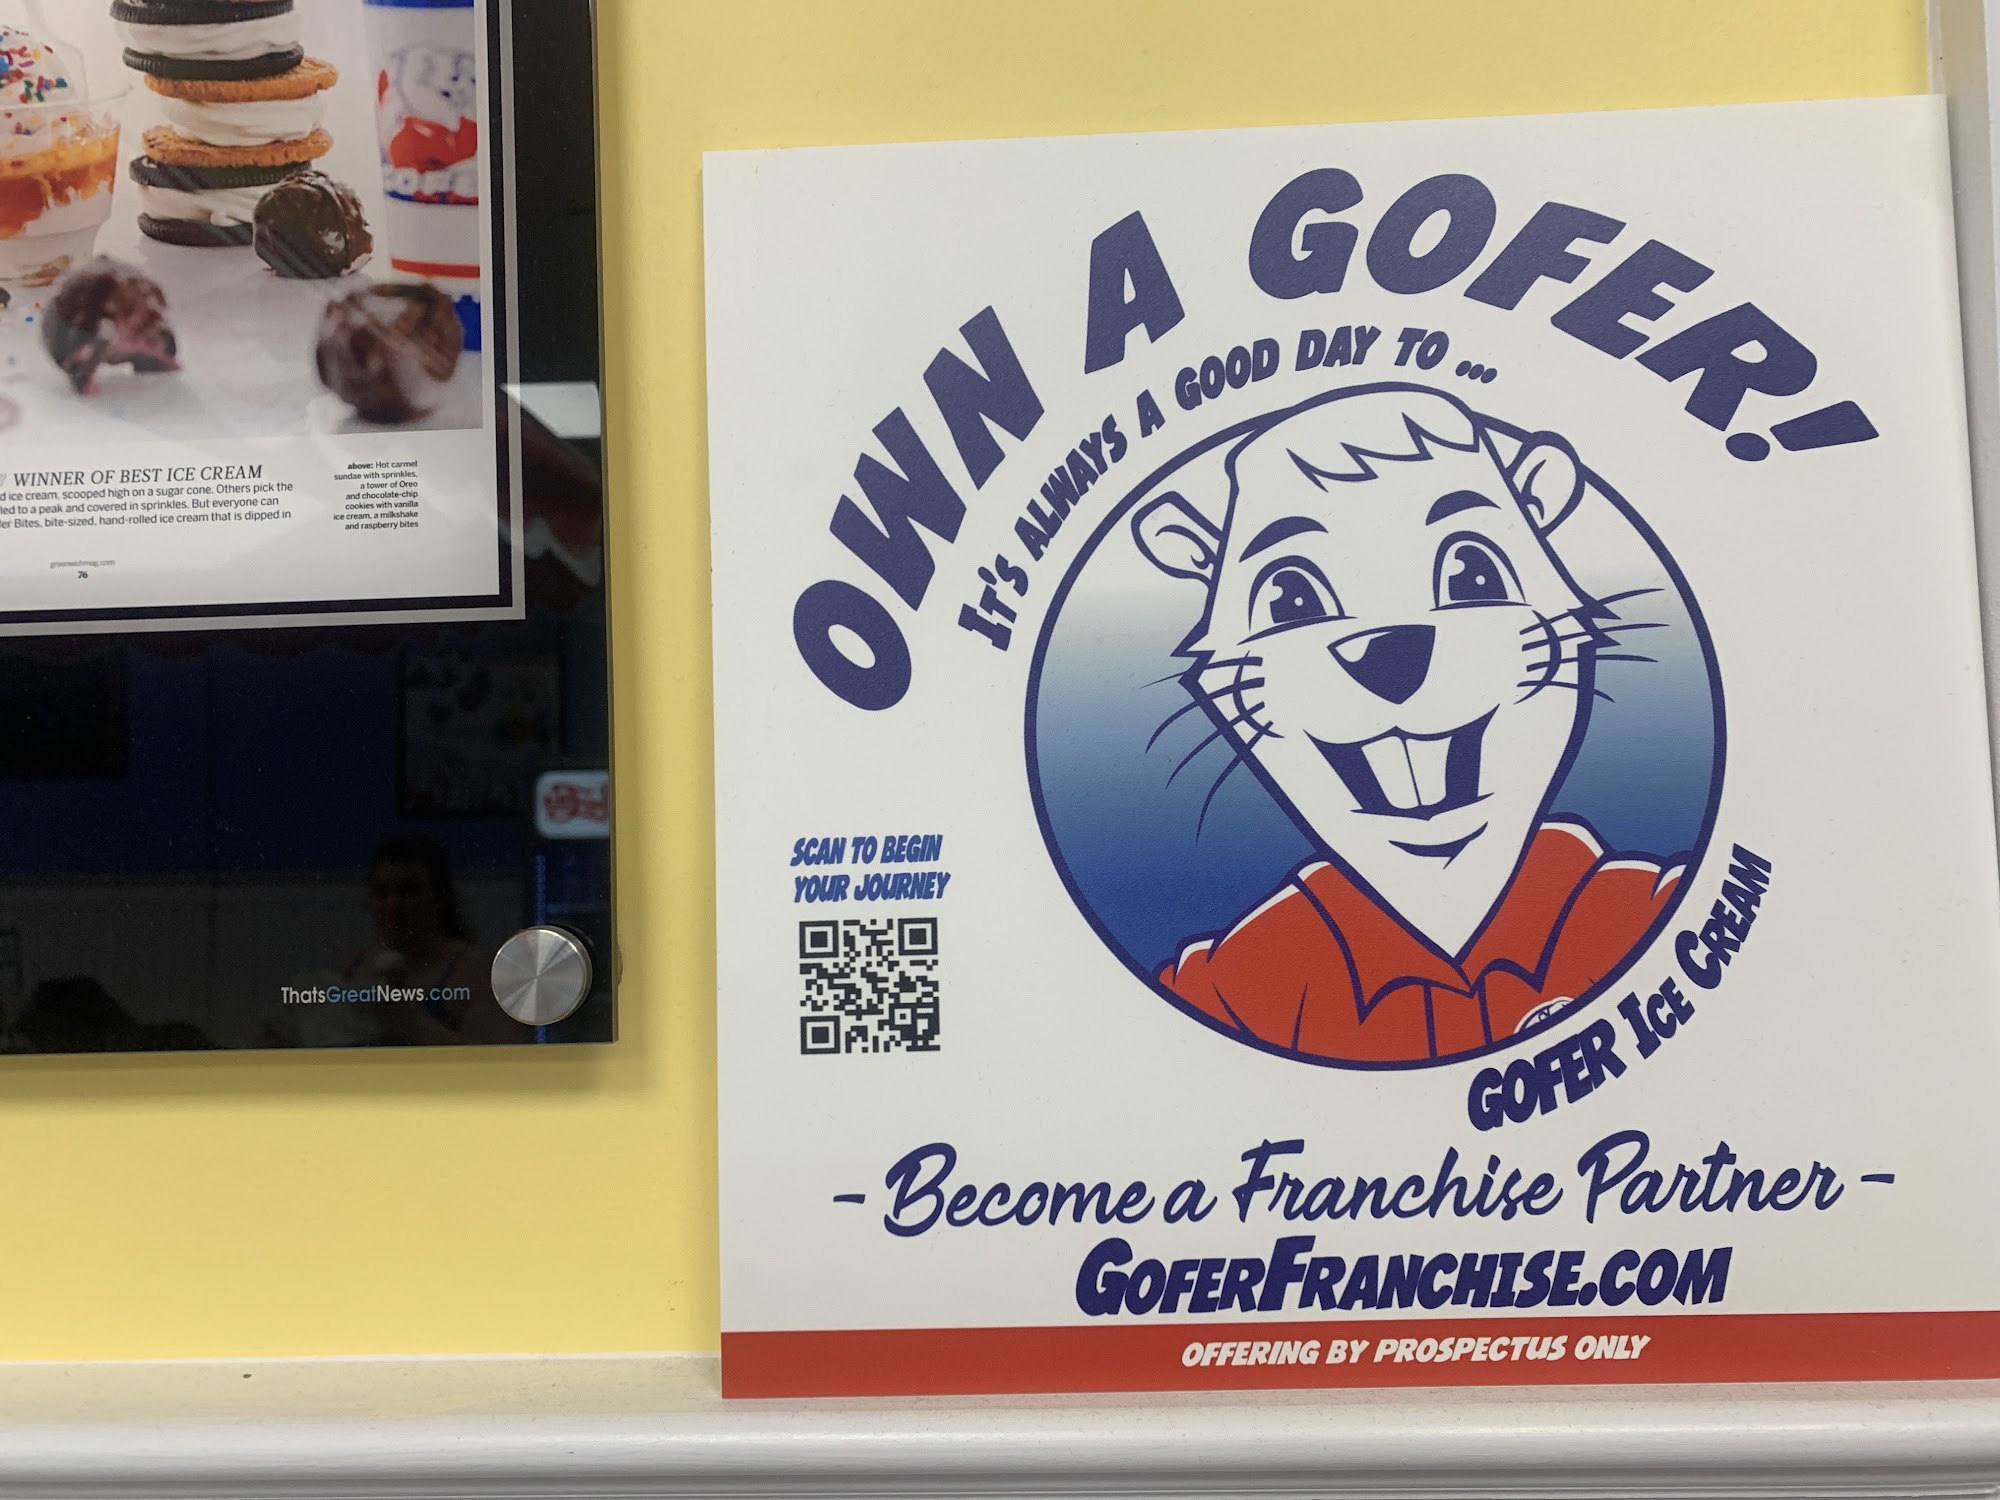 // WINNER OF BEST ICE CREAM
d ice cream, scooped high on a sugar cone. Others pick the
led to a peak and covered in sprinkles. But everyone can
fer Bites, bite-sized, hand-rolled ice cream that is dipped in
above: Hot carmel
sundae with sprinkles,
a tower of Oreo
and chocolate-chip
cookies with vanilla
ice cream, a milkshake
and raspberry bites
greenwichmag.com
76
ThatsGreatNews.com
OWN A GOFER!
IT'S ALWAYS A GOOD DAY TO ...
SCAN TO BEGIN
YOUR JOURNEY
GOFER ICE CREAM
- Become a Franchise Partner -
GOFERFRANCHISE.COM
OFFERING BY PROSPECTUS ONLY